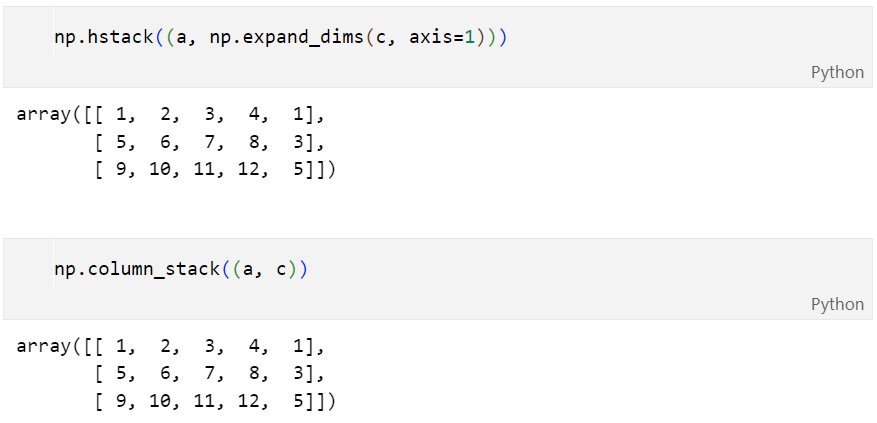 np.hstack((a, np.expand_dims(c, axis=1)))
Python
array([[ 1,  2,  3,  4,  1],
       [ 5,  6,  7,  8,  3],
       [ 9, 10, 11, 12,  5]])
np.column_stack((a, c))
Python
array([[ 1,  2,  3,  4,  1],
       [ 5,  6,  7,  8,  3],
       [ 9, 10, 11, 12,  5]])